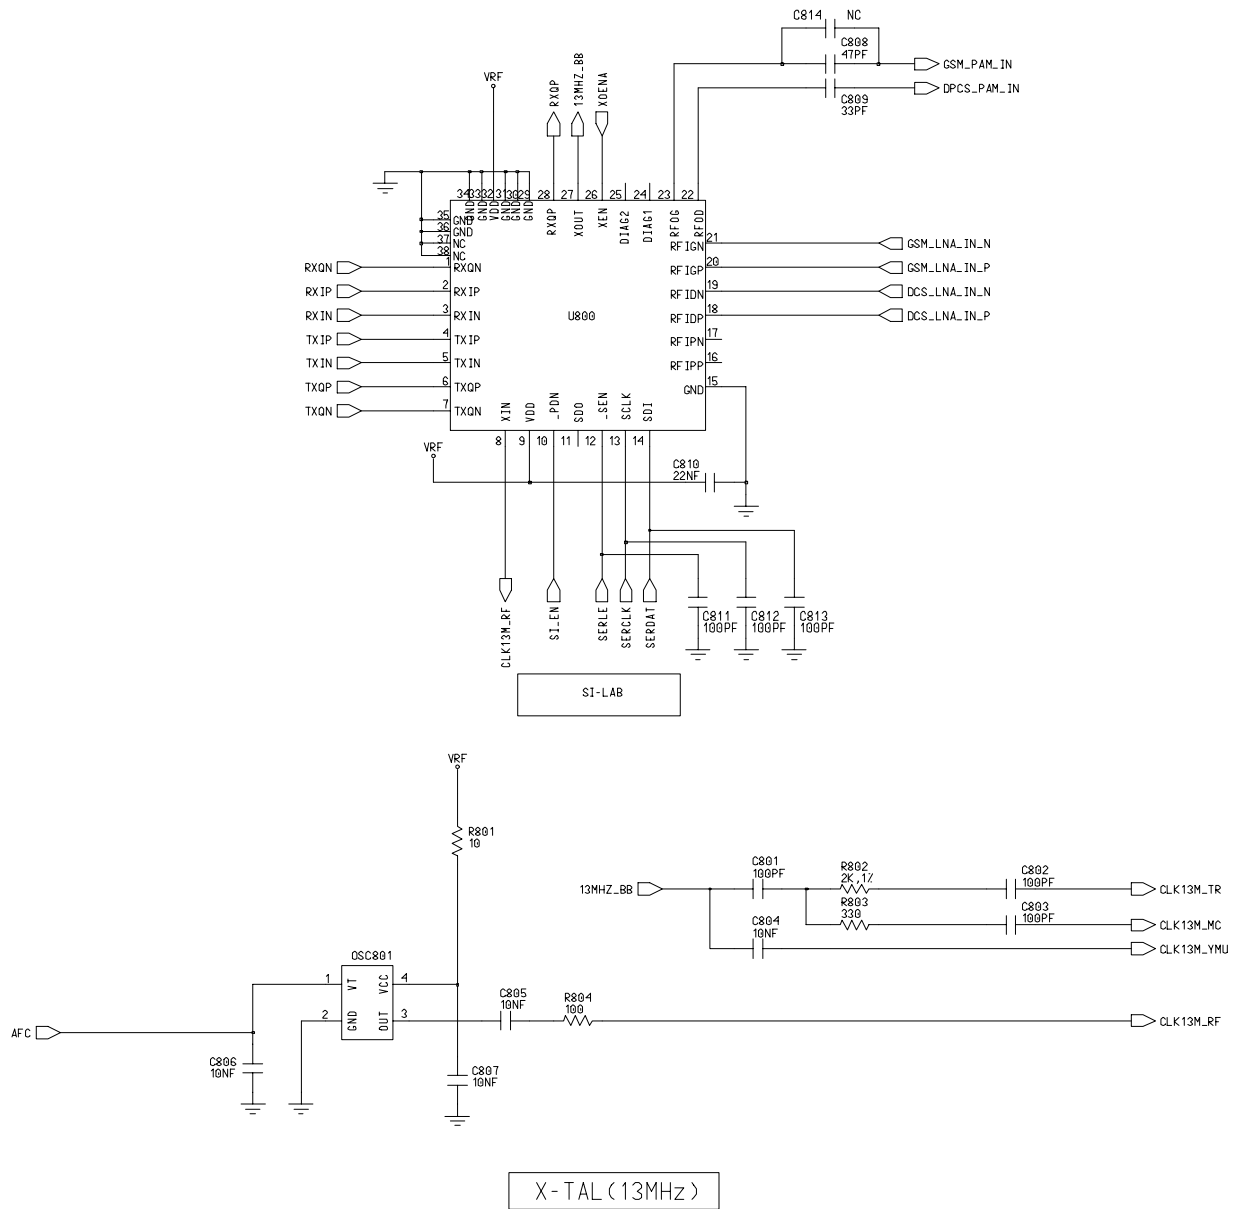 C814 NC
C808
47PF
GSM_PAM_IN
DPCS_PAM_IN
C809
33PF
VRF
RXQP
13MHZ_BB
XOENA
34 33 32 31 30 29 28 27 26 25 24 23 22
GND GND VDD GND GND GND RXQP XOUT XEN DIAG2 DIAG1 RFOG RFOD
35 GND
36 GND
37 NC
38 NC
RXQN 1 RXQN
RXIP 2 RXIP
RXIN 3 RXIN
TXIP 4 TXIP
TXIN 5 TXIN
TXQP 6 TXQP
TXQN 7 TXQN
U800
RFIGN 21 GSM_LNA_IN_N
RFIGP 20 GSM_LNA_IN_P
RFIDN 19 DCS_LNA_IN_N
RFIDP 18 DCS_LNA_IN_P
RFIPN 17
RFIPP 16
GND 15
XIN VDD _PDN SDO _SEN SCLK SDI
8 9 10 11 12 13 14
VRF
C810
22NF
CLK13M_RF
SI_EN
SERLE
SERCLK
SERDAT
C811
100PF
C812
100PF
C813
100PF
SI-LAB
VRF
R801
10
13MHZ_BB
C801
100PF
R802
2K,1%
C802
100PF
CLK13M_TR
R803
330
C803
100PF
CLK13M_MC
C804
10NF
CLK13M_YMU
OSC801
1 VT VCC 4
2 GND OUT 3
AFC
C805
10NF
R804
100
CLK13M_RF
C806
10NF
C807
10NF
X-TAL(13MHz)